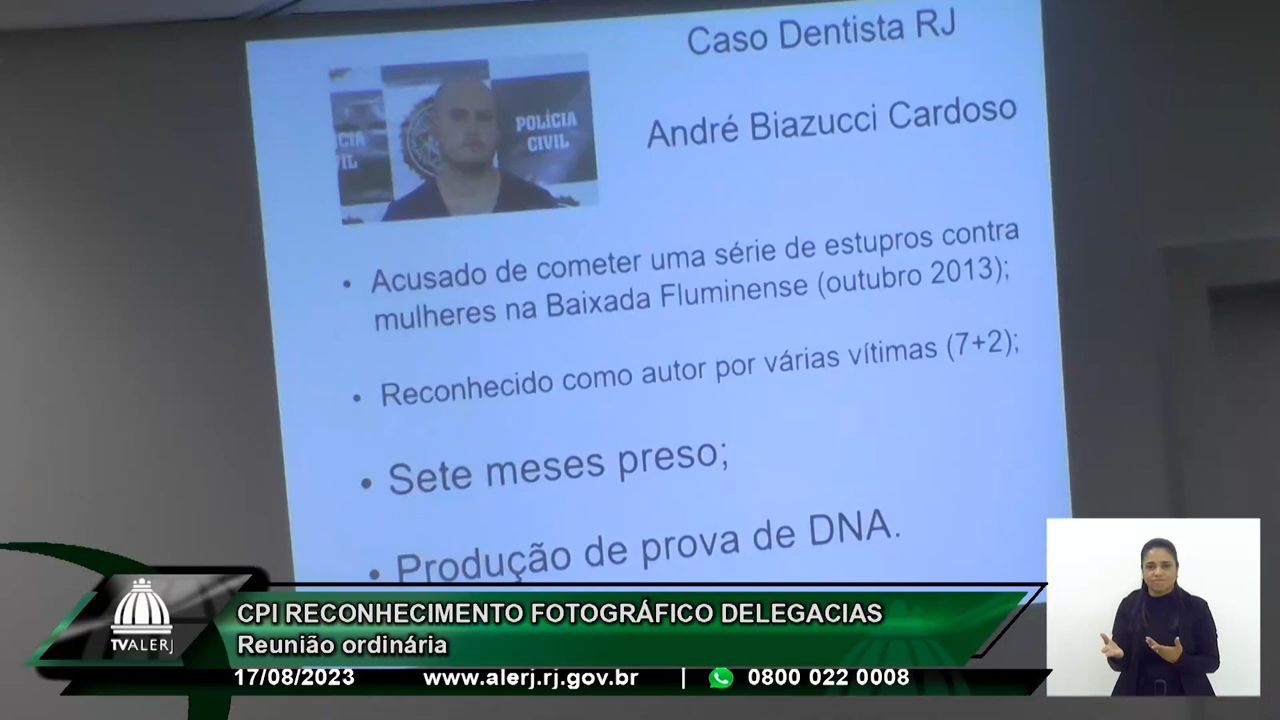 Caso Dentista RJ
POLÍCIA
CIVIL
CIA
IL
André Biazucci Cardoso
• Acusado de cometer uma série de estupros contra
mulheres na Baixada Fluminense (outubro 2013);
• Reconhecido como autor por várias vítimas (7+2);
• Sete meses preso;
• Produção de prova de DNA.
CPI RECONHECIMENTO FOTOGRÁFICO DELEGACIAS
Reunião ordinária
TVALERJ
17/08/2023 www.alerj.rj.gov.br | 0800 022 0008